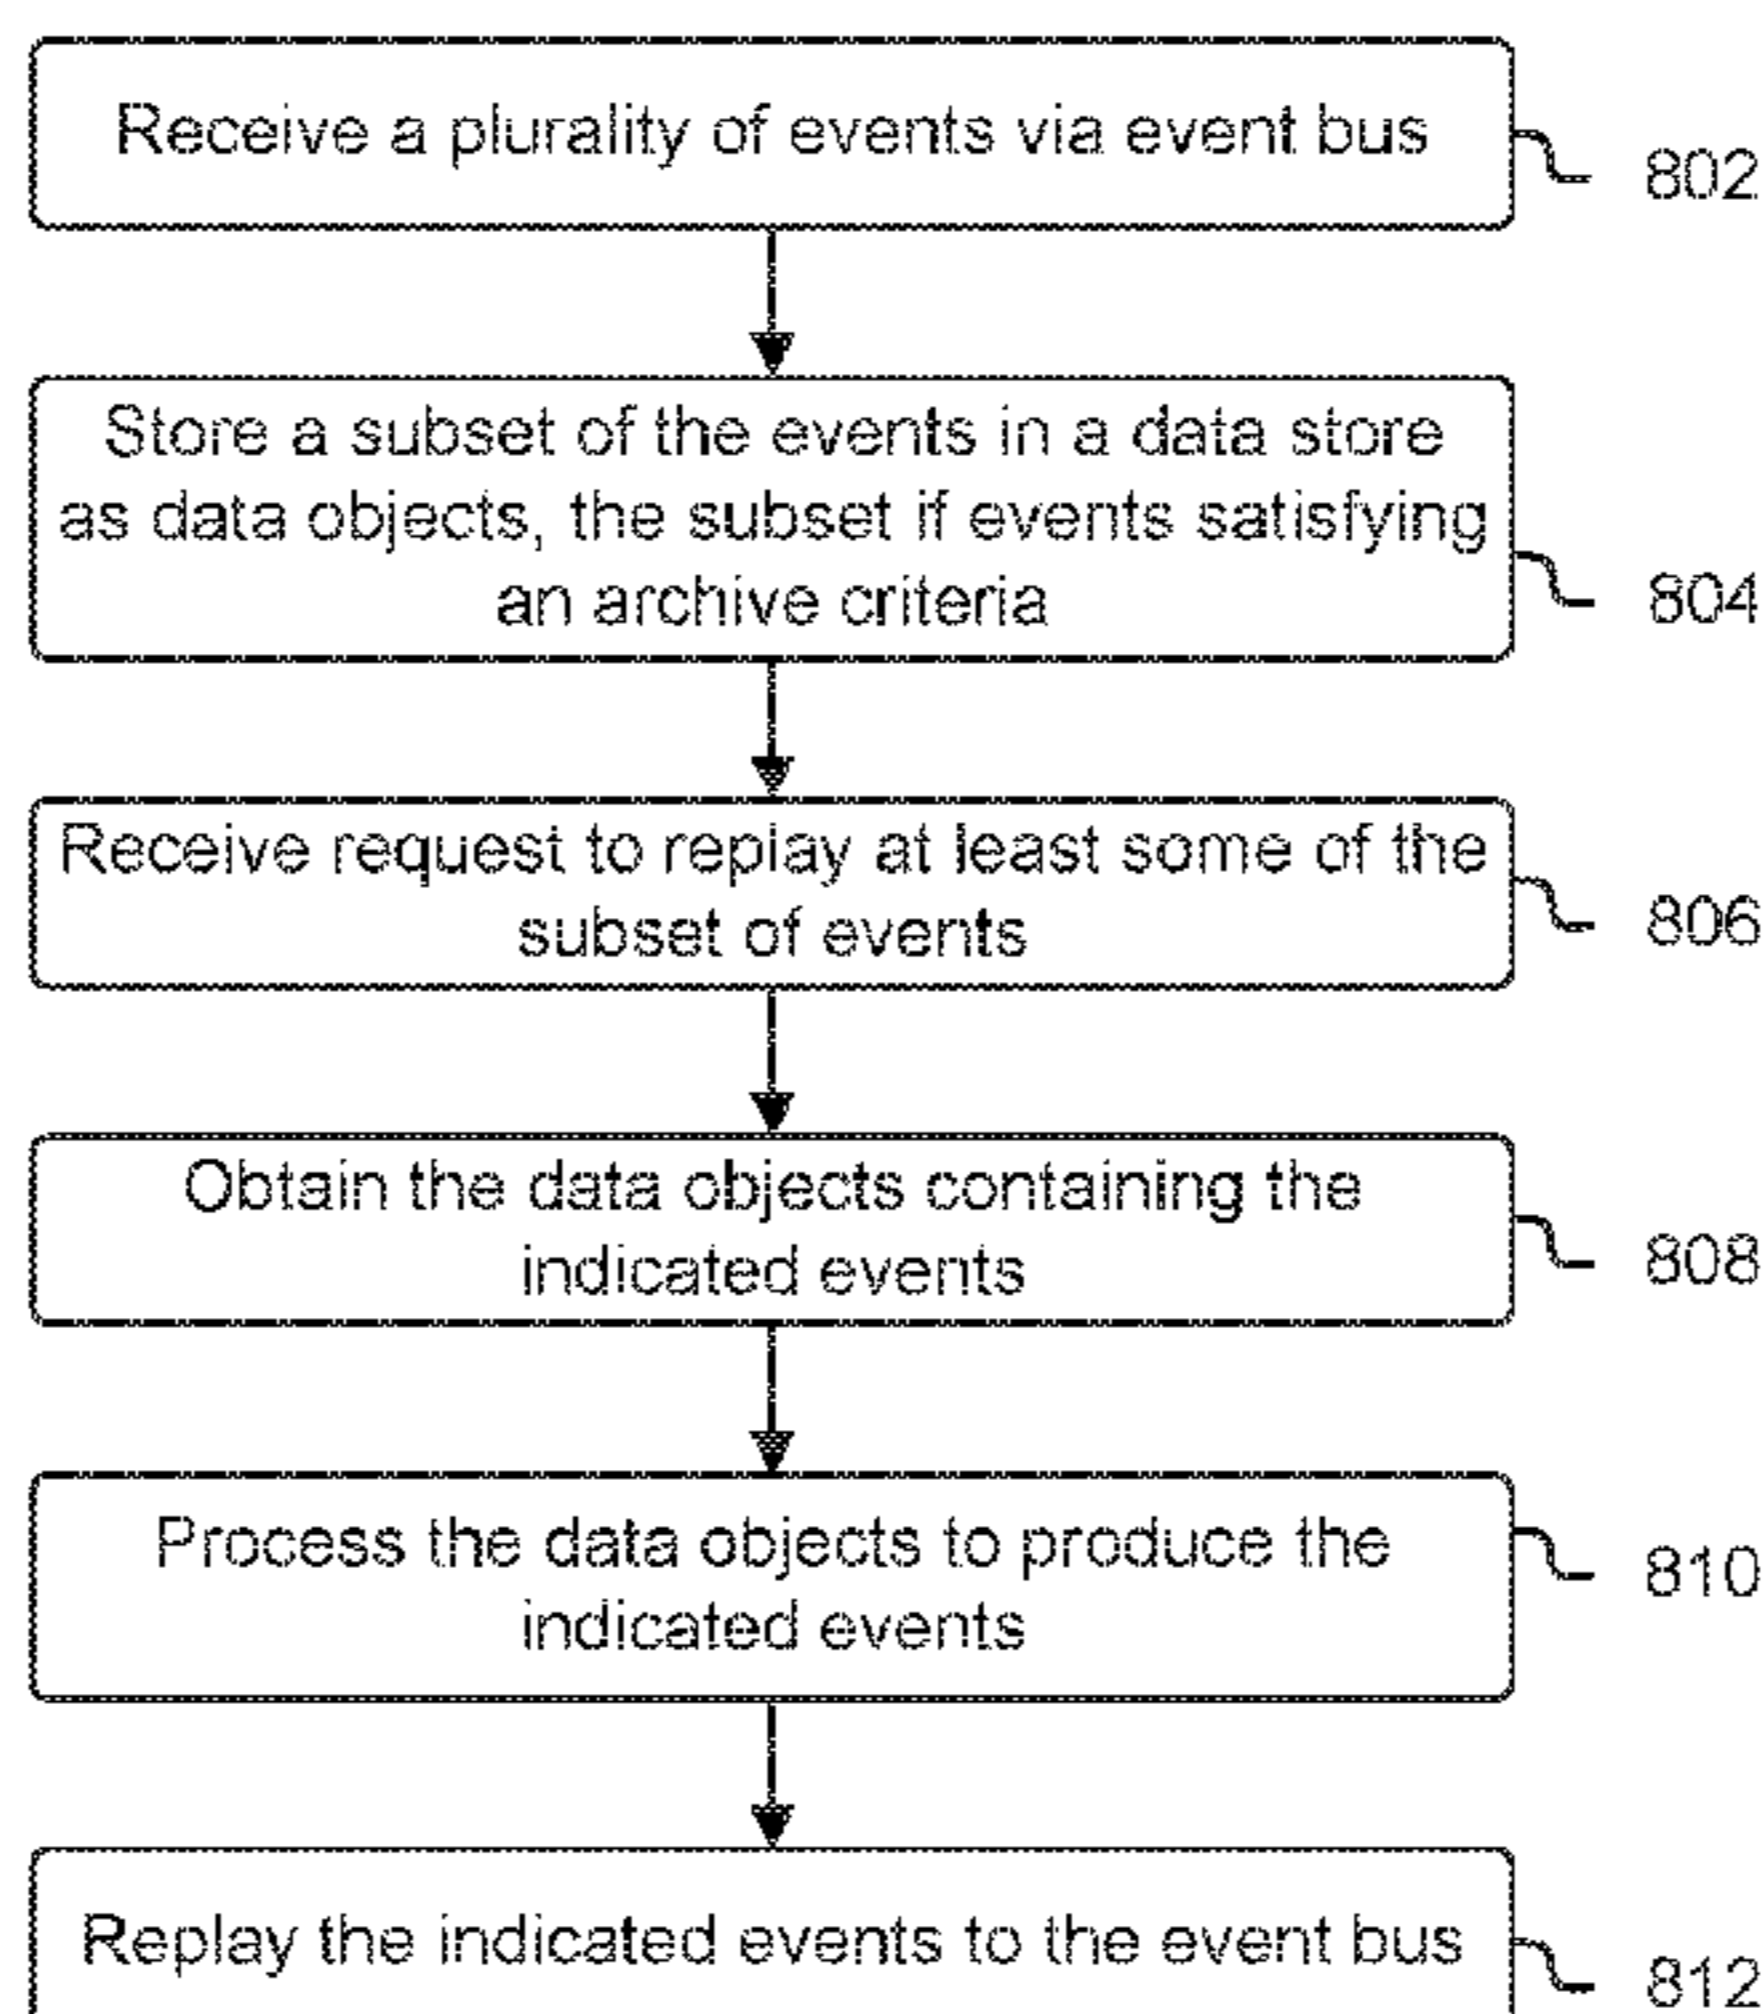 Receive a plurality of events via event bus
802
Store a subset of the events in a data store
as data objects, the subset if events satisfying
an archive criteria
804
Receive request to replay at least some of the
subset of events
806
Obtain the data objects containing the
indicated events
808
Process the data objects to produce the
indicated events
810
Replay the indicated events to the event bus
812